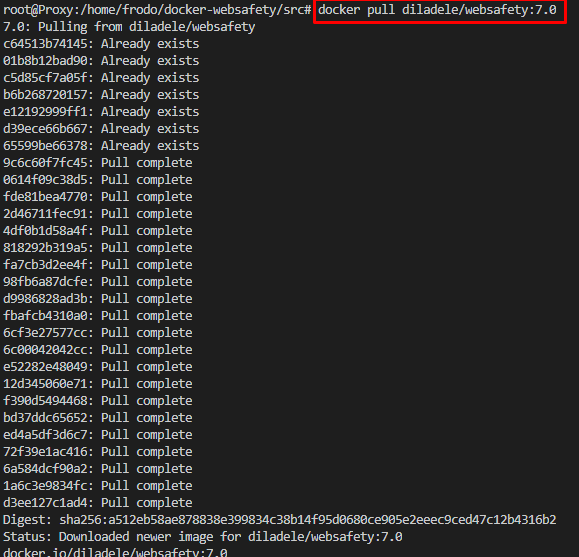 root@Proxy:/home/frodo/docker-websafety/src# docker pull diladele/websafety:7.0
7.0: Pulling from diladele/websafety
c64513b74145: Already exists
01b8b12bad90: Already exists
c5d85cf7a05f: Already exists
b6b268720157: Already exists
e12192999ff1: Already exists
d39ece66b667: Already exists
65599be66378: Already exists
9c6c60f7fc45: Pull complete
0614f09c38d5: Pull complete
fde81bea4770: Pull complete
2d46711fec91: Pull complete
4df0b1d58a4f: Pull complete
818292b319a5: Pull complete
fa7cb3d2ee4f: Pull complete
98fb6a87dcfe: Pull complete
d9986828ad3b: Pull complete
fbafcb4310a0: Pull complete
6cf3e27577cc: Pull complete
6c00042042cc: Pull complete
e52282e48049: Pull complete
12d345060e71: Pull complete
f390d5494468: Pull complete
bd37ddc65652: Pull complete
ed4a5df3d6c7: Pull complete
72f39e1ac416: Pull complete
6a584dcf90a2: Pull complete
1a6c3e9834fc: Pull complete
d3ee127c1ad4: Pull complete
Digest: sha256:a512eb58ae878838e399834c38b14f95d0680ce905e2eeec9ced47c12b4316b2
Status: Downloaded newer image for diladele/websafety:7.0
docker.io/diladele/websafety:7.0